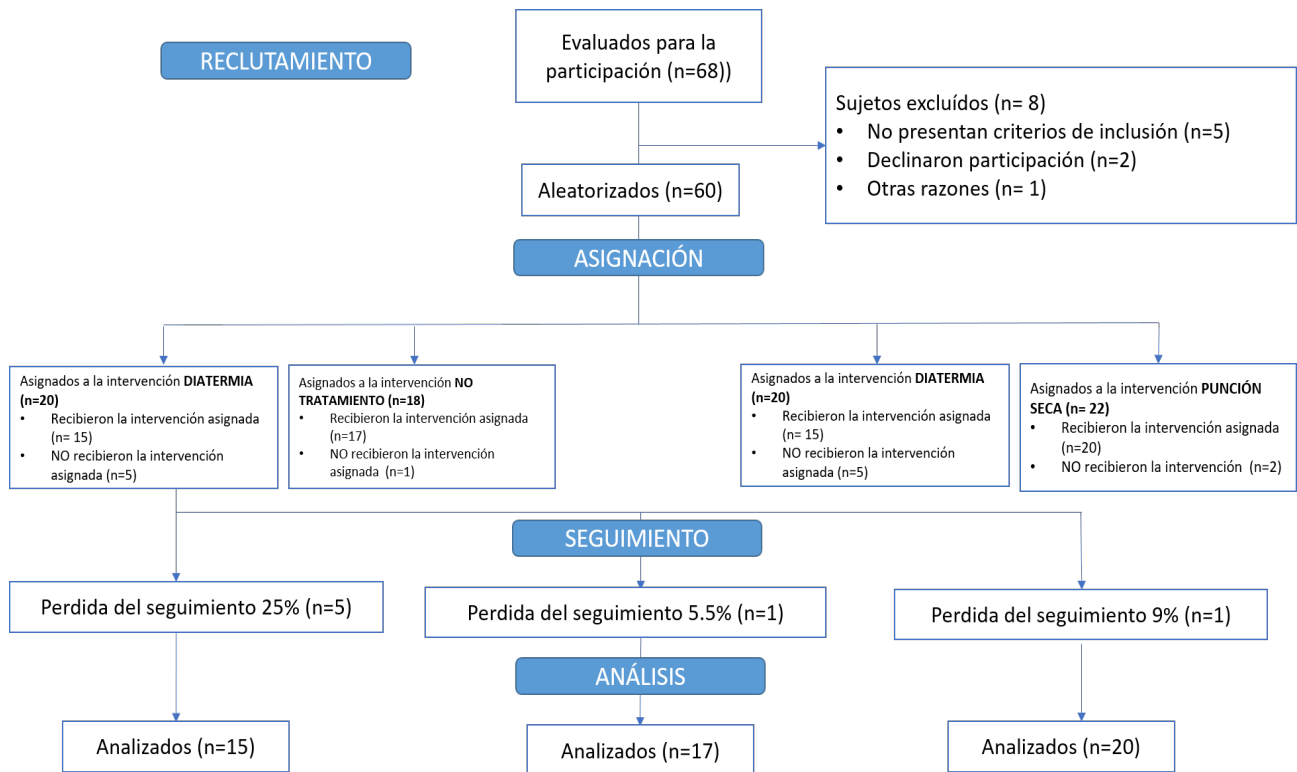 RECLUTAMIENTO
Evaluados para la
participación (n=68))
Sujetos excluídos (n= 8)
• No presentan criterios de inclusión (n=5)
• Declinaron participación (n=2)
• Otras razones (n= 1)
Aleatorizados (n=60)
ASIGNACIÓN
Asignados a la intervención DIATERMIA
(n=20)
• Recibieron la intervención asignada
(n= 15)
• NO recibieron la intervención
asignada (n=5)
Asignados a la intervención NO
TRATAMIENTO (n=18)
• Recibieron la intervención asignada
(n=17)
• NO recibieron la intervención
asignada (n=1)
Asignados a la intervención DIATERMIA
(n=20)
• Recibieron la intervención asignada
(n= 15)
• NO recibieron la intervención
asignada (n=5)
Asignados a la intervención PUNCIÓN
SECA (n= 22)
• Recibieron la intervención asignada
(n=20)
• NO recibieron la intervención (n=2)
SEGUIMIENTO
Perdida del seguimiento 25% (n=5)
Perdida del seguimiento 5.5% (n=1)
Perdida del seguimiento 9% (n=1)
ANÁLISIS
Analizados (n=15)
Analizados (n=17)
Analizados (n=20)